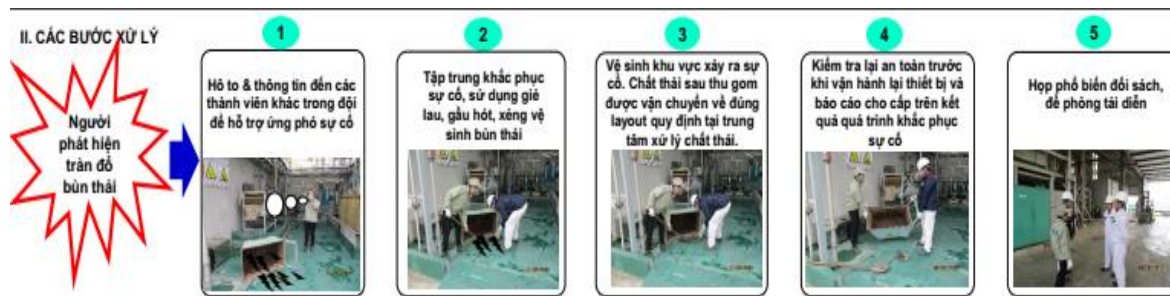 II. CÁC BƯỚC XỬ LÝ
Người
phát hiện
tràn đổ
bùn thải
1
Hô to & thông tin đến các
thành viên khác trong đội
để hỗ trợ ứng phó sự cố
2
Tập trung khắc phục
sự cố, sử dụng giẻ
lau, gầu hót, xẻng vệ
sinh bùn thải
3
Vệ sinh khu vực xảy ra sự
cố. Chất thải sau thu gom
được vận chuyển về đúng
layout quy định tại trung
tâm xử lý chất thải.
4
Kiểm tra lại an toàn trước
khi vận hành lại thiết bị và
báo cáo cho cấp trên kết
quả quá trình khắc phục
sự cố
5
Họp phổ biến đối sách,
đề phòng tái diễn